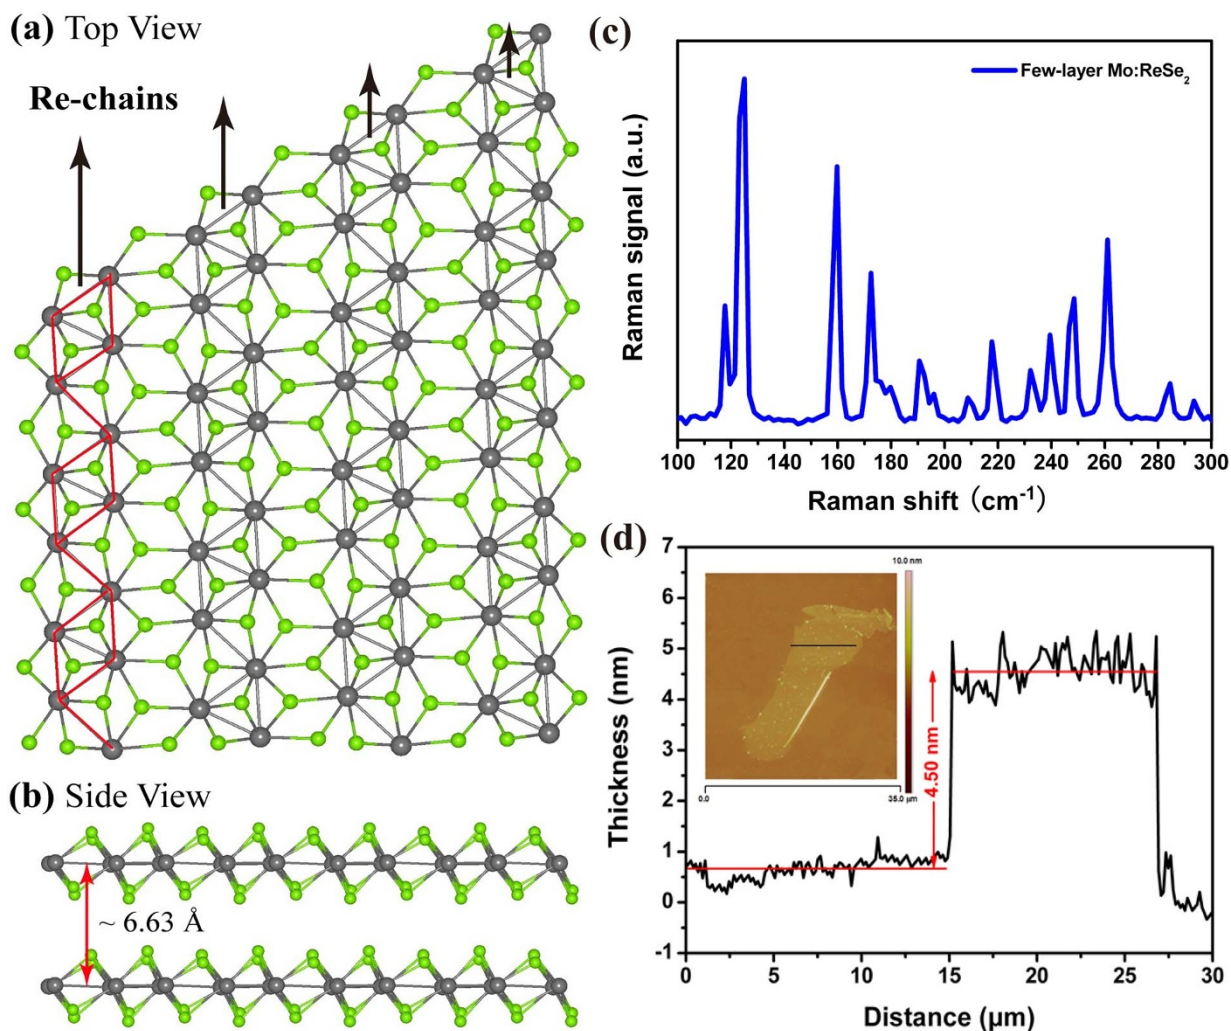 (a) Top View
Re-chains
(b) Side View
~ 6.63 Å
(c)
Few-layer Mo:ReSe₂
Raman signal (a.u.)
100 120 140 160 180 200 220 240 260 280 300
Raman shift (cm⁻¹)
(d)
7
6
5
4
3
2
1
0
-1
Thickness (nm)
10.0 nm
0.0
35.0 µm
4.50 nm
0 5 10 15 20 25 30
Distance (µm)